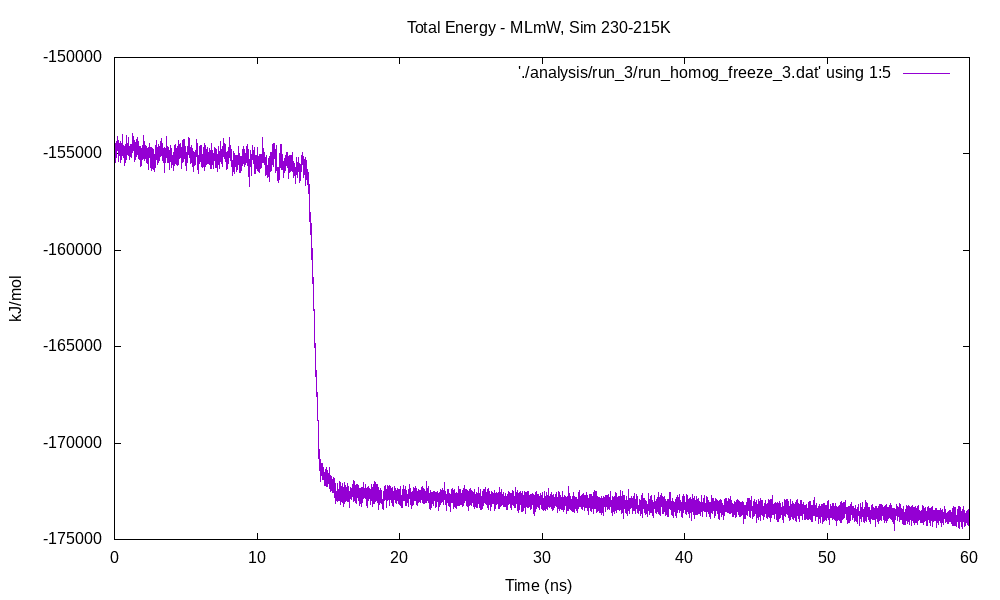 Total Energy - MLmW, Sim 230-215K
'./analysis/run_3/run_homog_freeze_3.dat' using 1:5
-150000
-155000
-160000
-165000
-170000
-175000
kJ/mol
0 10 20 30 40 50 60
Time (ns)